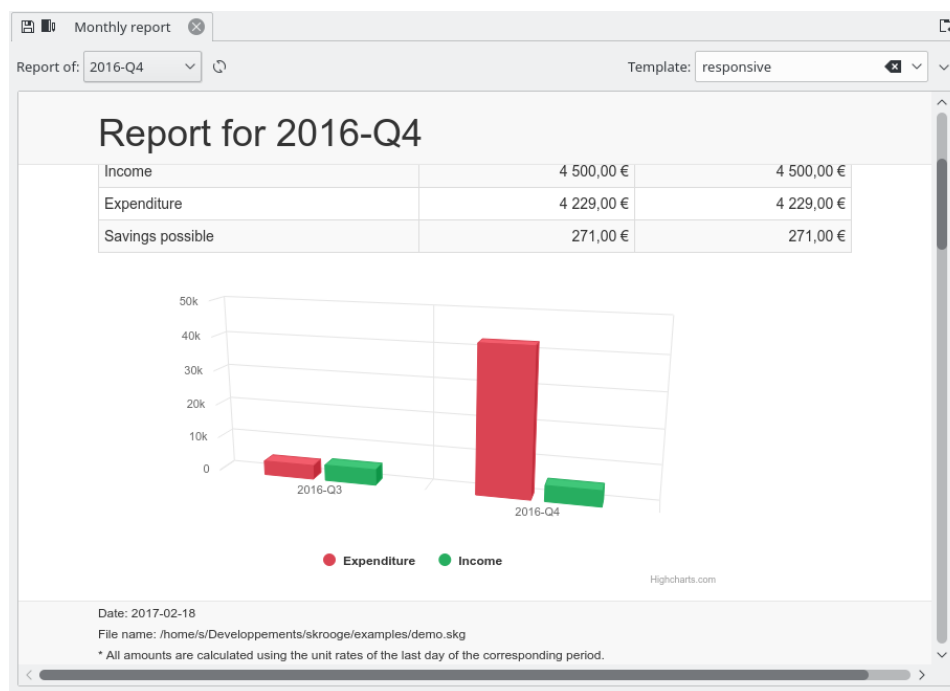 Monthly report
Report of: 2016-Q4 Template: responsive
Report for 2016-Q4
Income 4 500,00 € 4 500,00 €
Expenditure 4 229,00 € 4 229,00 €
Savings possible 271,00 € 271,00 €
50k
40k
30k
20k
10k
0
2016-Q3
2016-Q4
Expenditure Income
Highcharts.com
Date: 2017-02-18
File name: /home/s/Developpements/skrooge/examples/demo.skg
* All amounts are calculated using the unit rates of the last day of the corresponding period.